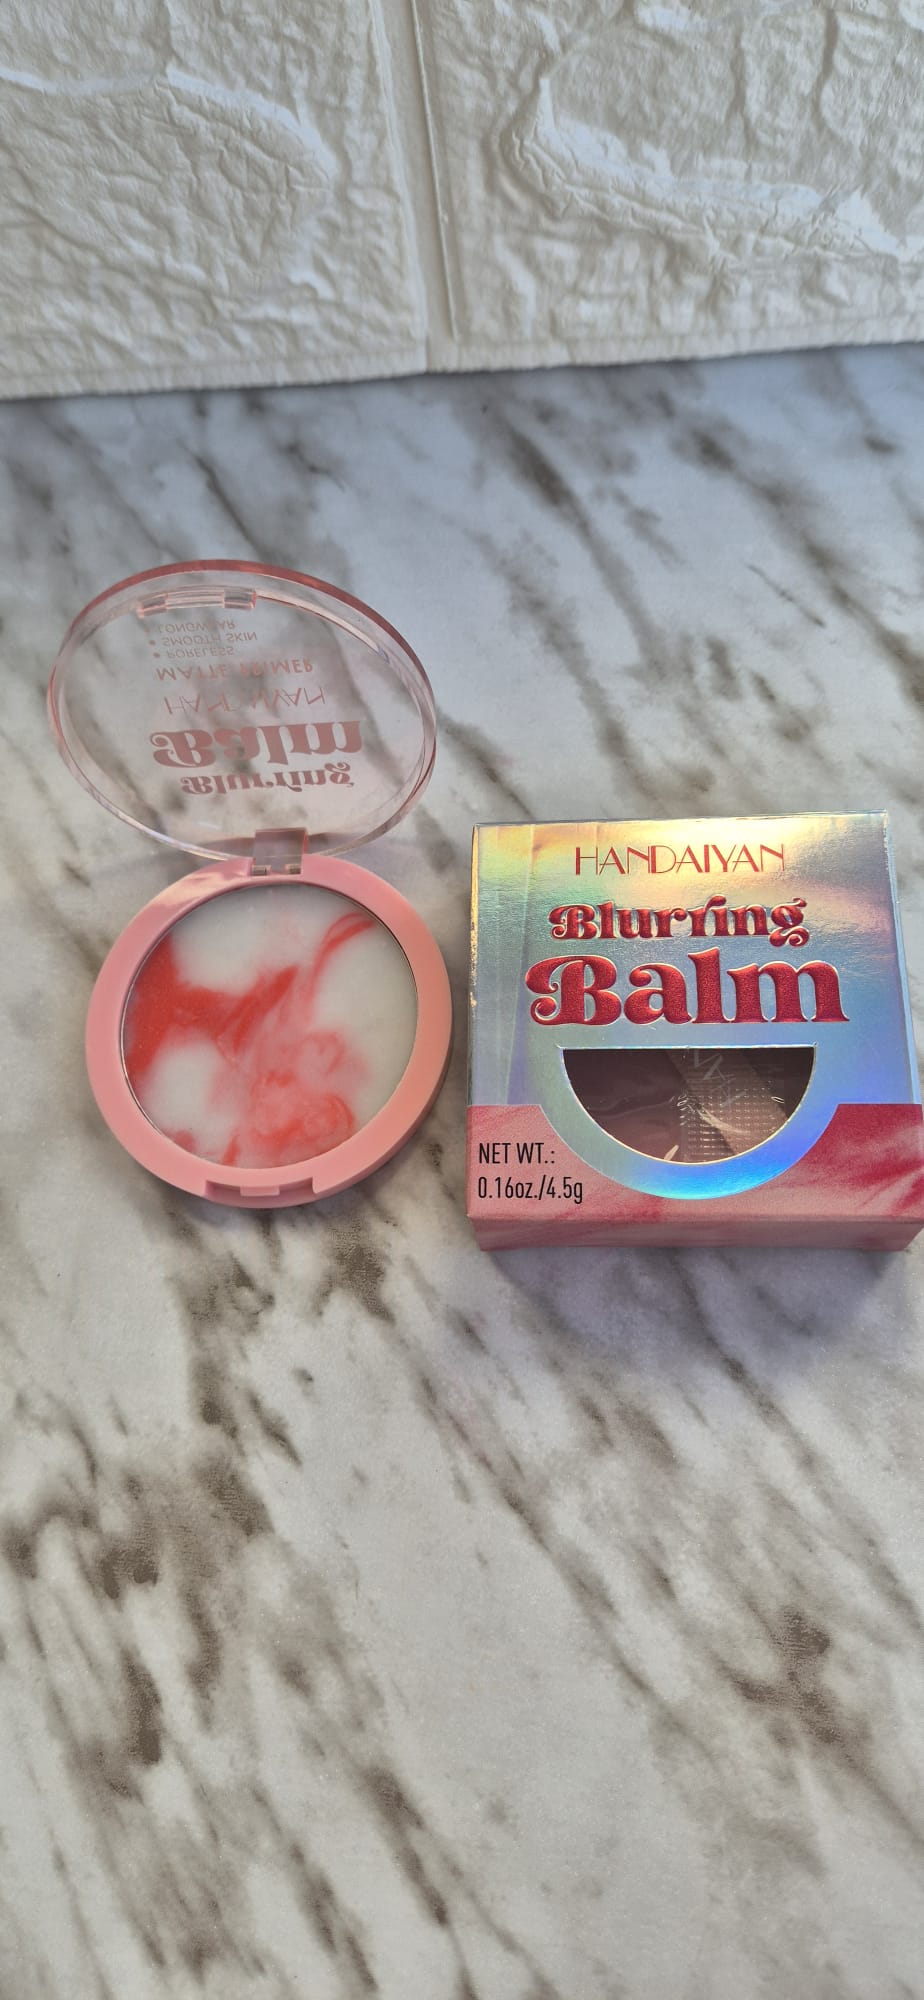 Blurring
Balm
HANDAIYAN
MATTE PRIMER
• PORELESS
• SMOOTH SKIN
• LONGWEAR
HANDAIYAN
Blurring
Balm
NET WT.:
0.16oz./4.5g